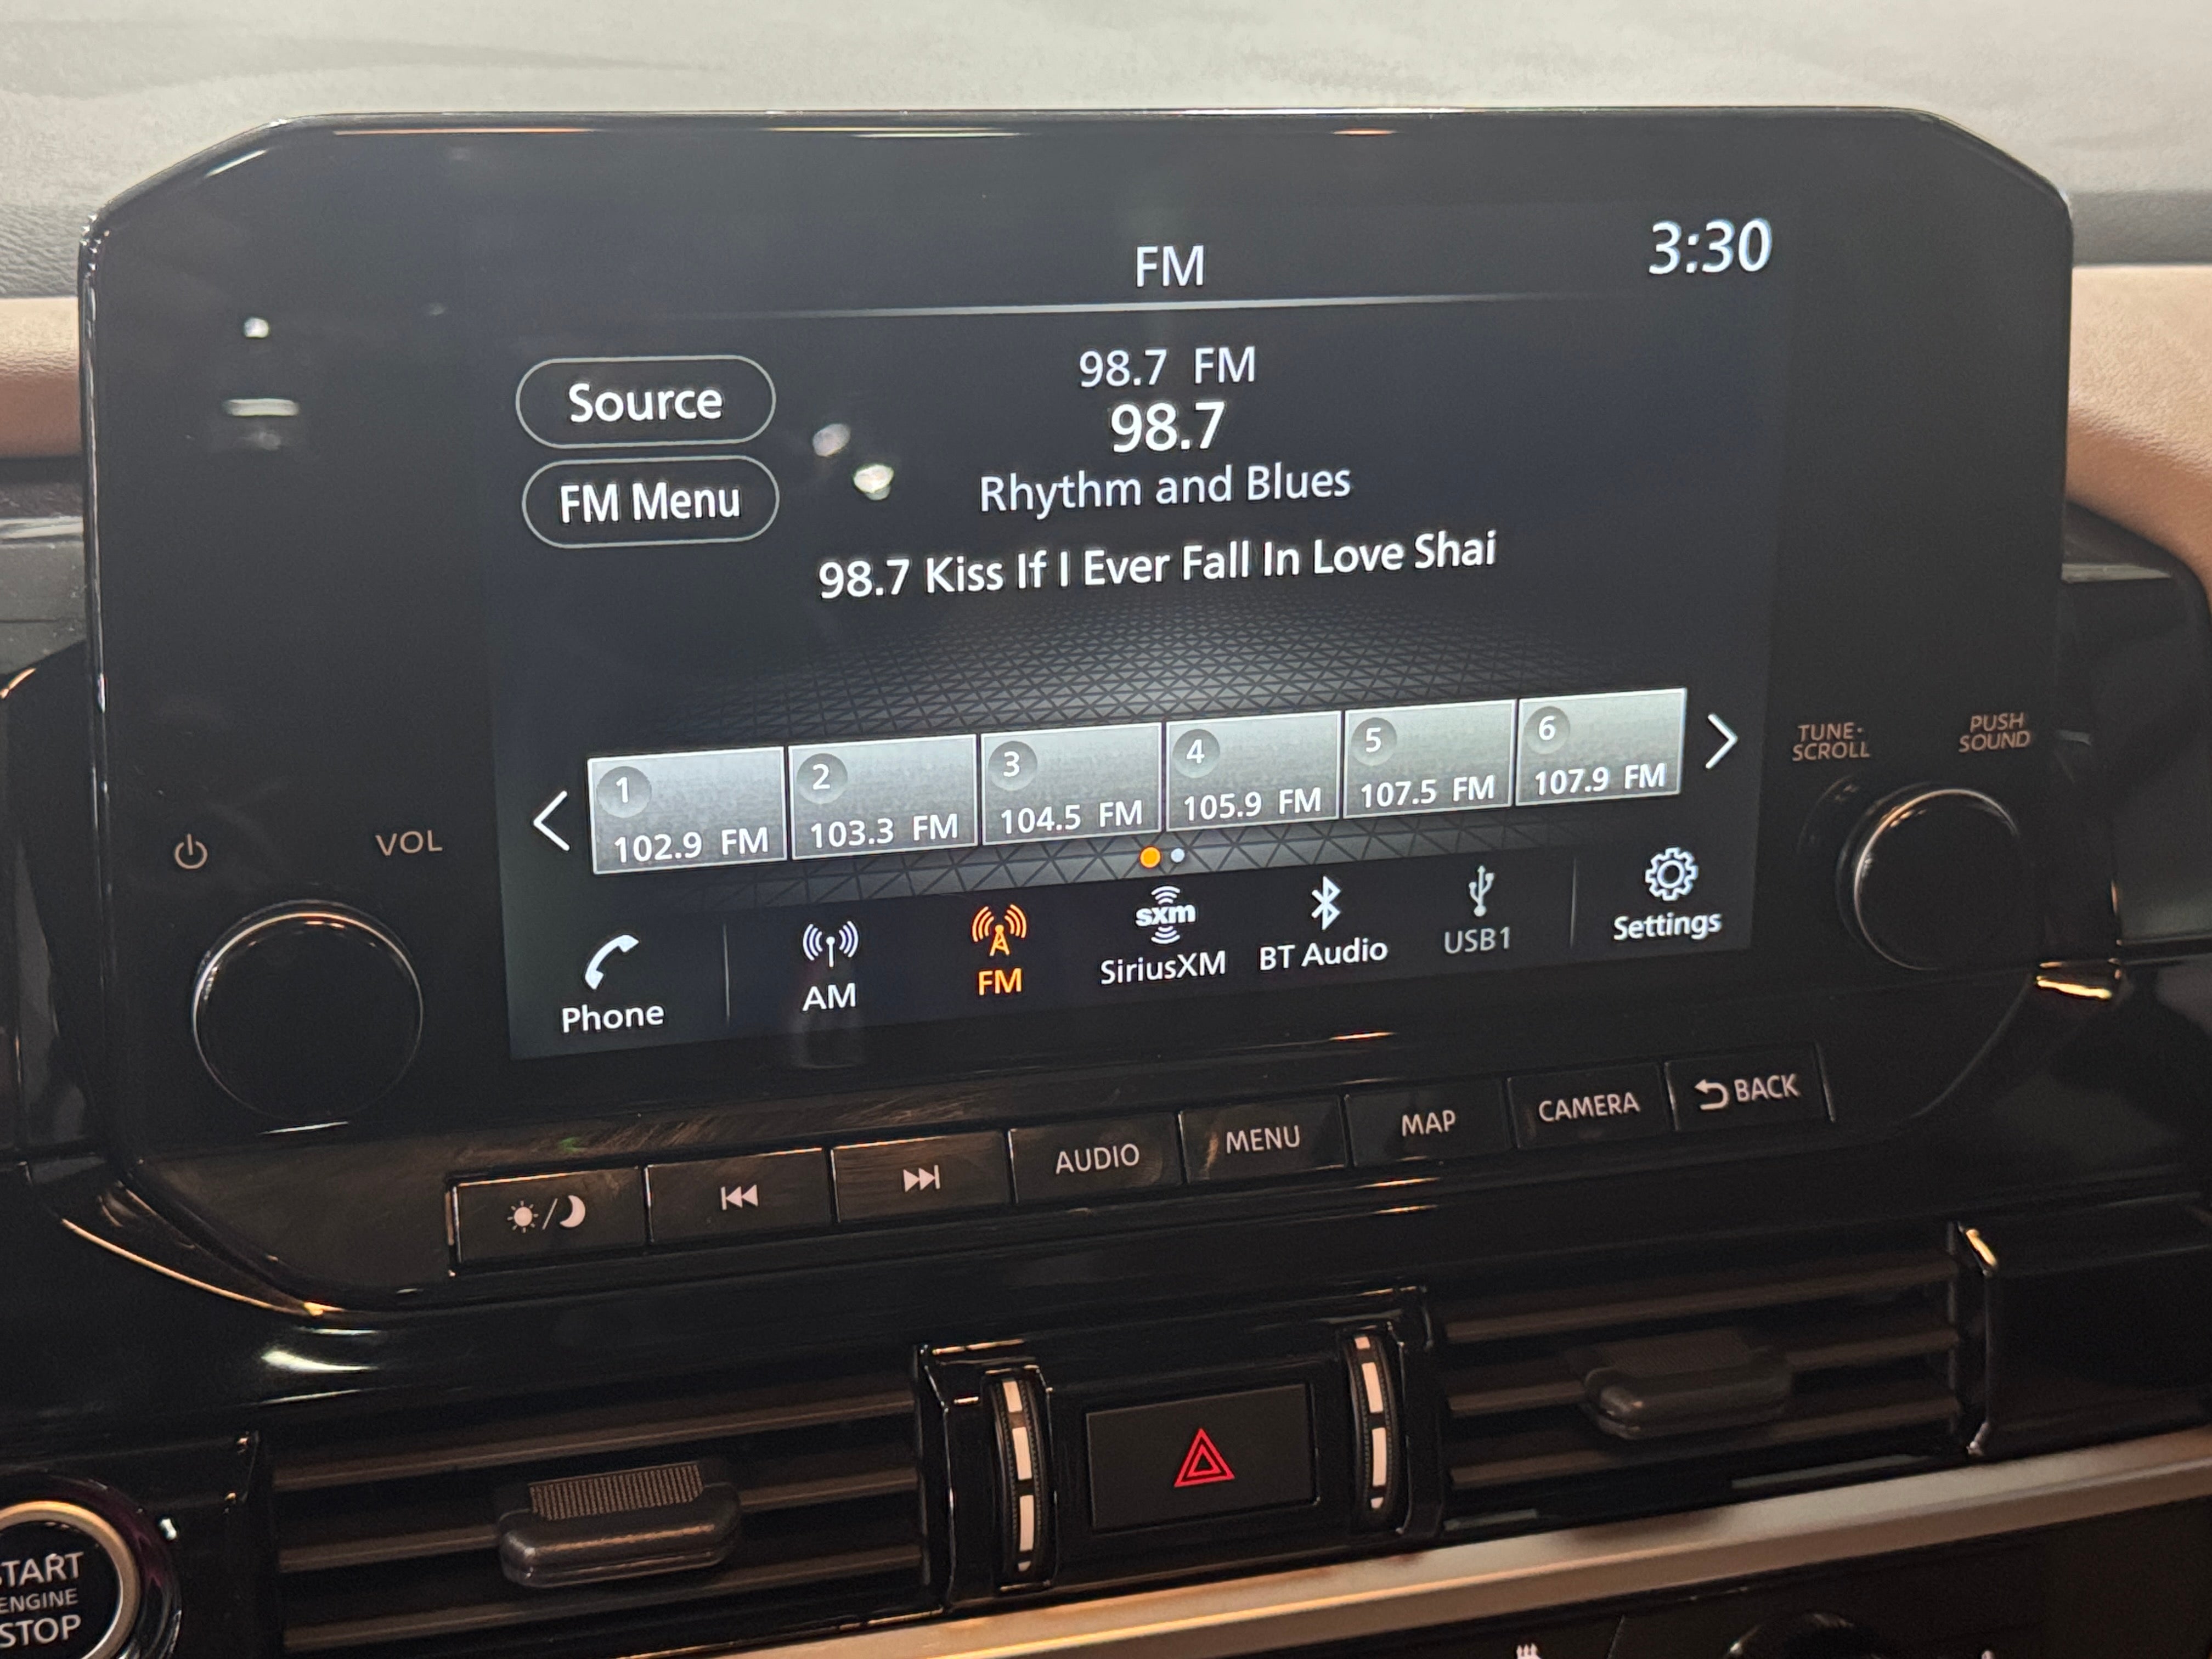 FM
3:30
Source
FM Menu
98.7 FM
98.7
Rhythm and Blues
98.7 Kiss If I Ever Fall In Love Shai
1
102.9 FM
2
103.3 FM
3
104.5 FM
4
105.9 FM
5
107.5 FM
6
107.9 FM
Phone
AM
FM
sxm
SiriusXM
BT Audio
USB1
Settings
VOL
TUNE·
SCROLL
PUSH
SOUND
AUDIO
MENU
MAP
CAMERA
BACK
START
ENGINE
STOP